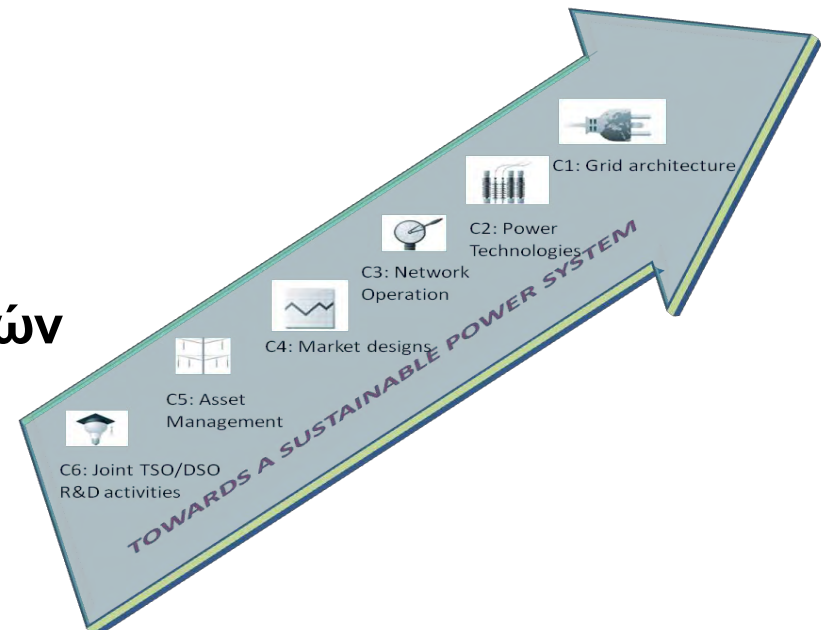 C1: Grid architecture
C2: Power
Technologies
C3: Network
Operation
ών
C4: Market designs
C5: Asset
Management
C6: Joint TSO/DSO
R&D activities
TOWARDS A SUSTAINABLE POWER SYSTEM